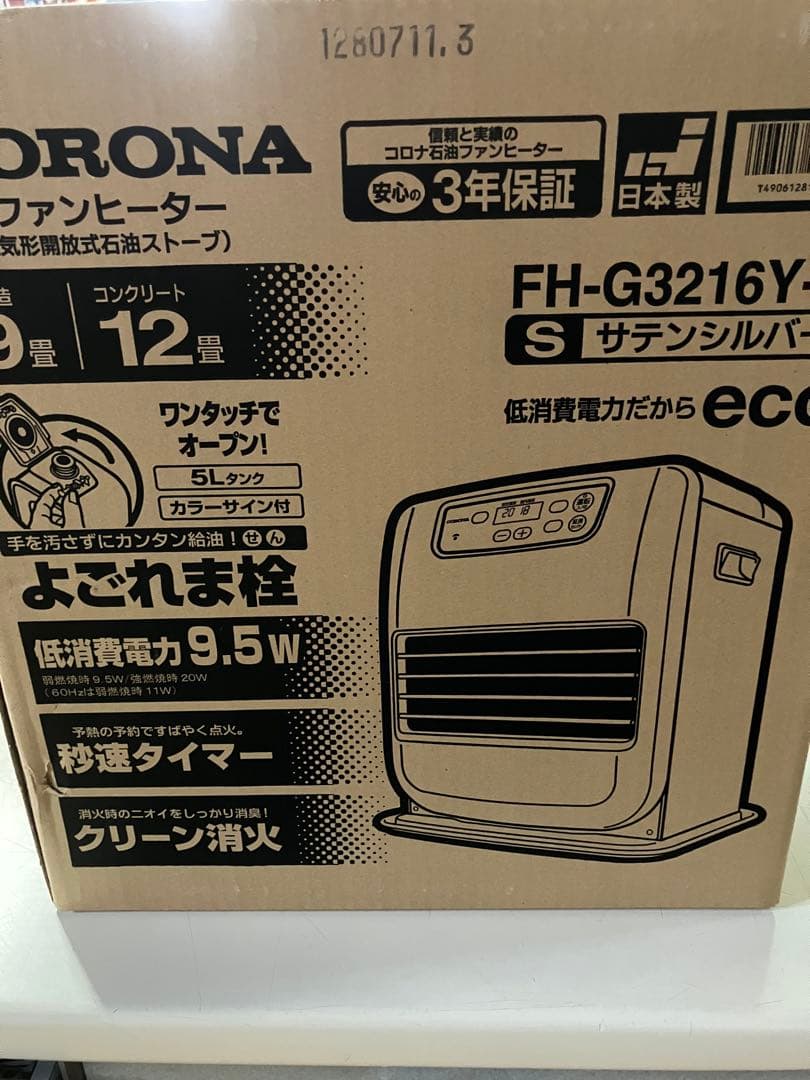 1280711.3
ORONA
信頼と実績の
コロナ石油ファンヒーター
安心の 3年保証
日本製
T4906128
ファンヒーター
気形開放式石油ストーブ)
造
9畳
コンクリート
12畳
FH-G3216Y-
S サテンシルバー
低消費電力だから eco
ワンタッチで
オープン!
5Lタンク
カラーサイン付
手を汚さずにカンタン給油! せん
よごれま栓
低消費電力 9.5W
弱燃焼時 9.5W/強燃焼時 20W
(60Hzは弱燃焼時 11W)
予熱の予約ですばやく点火。
秒速タイマー
消火時のニオイをしっかり消臭!
クリーン消火
CORONA
20 18